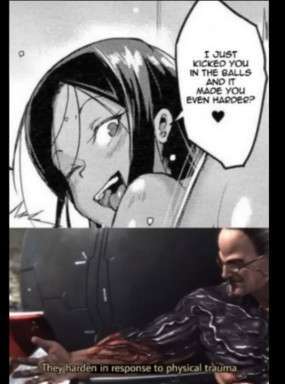 I JUST
KICKED YOU
IN THE BALLS
AND IT
MADE YOU
EVEN HARDER?
♥
They harden in response to physical trauma.